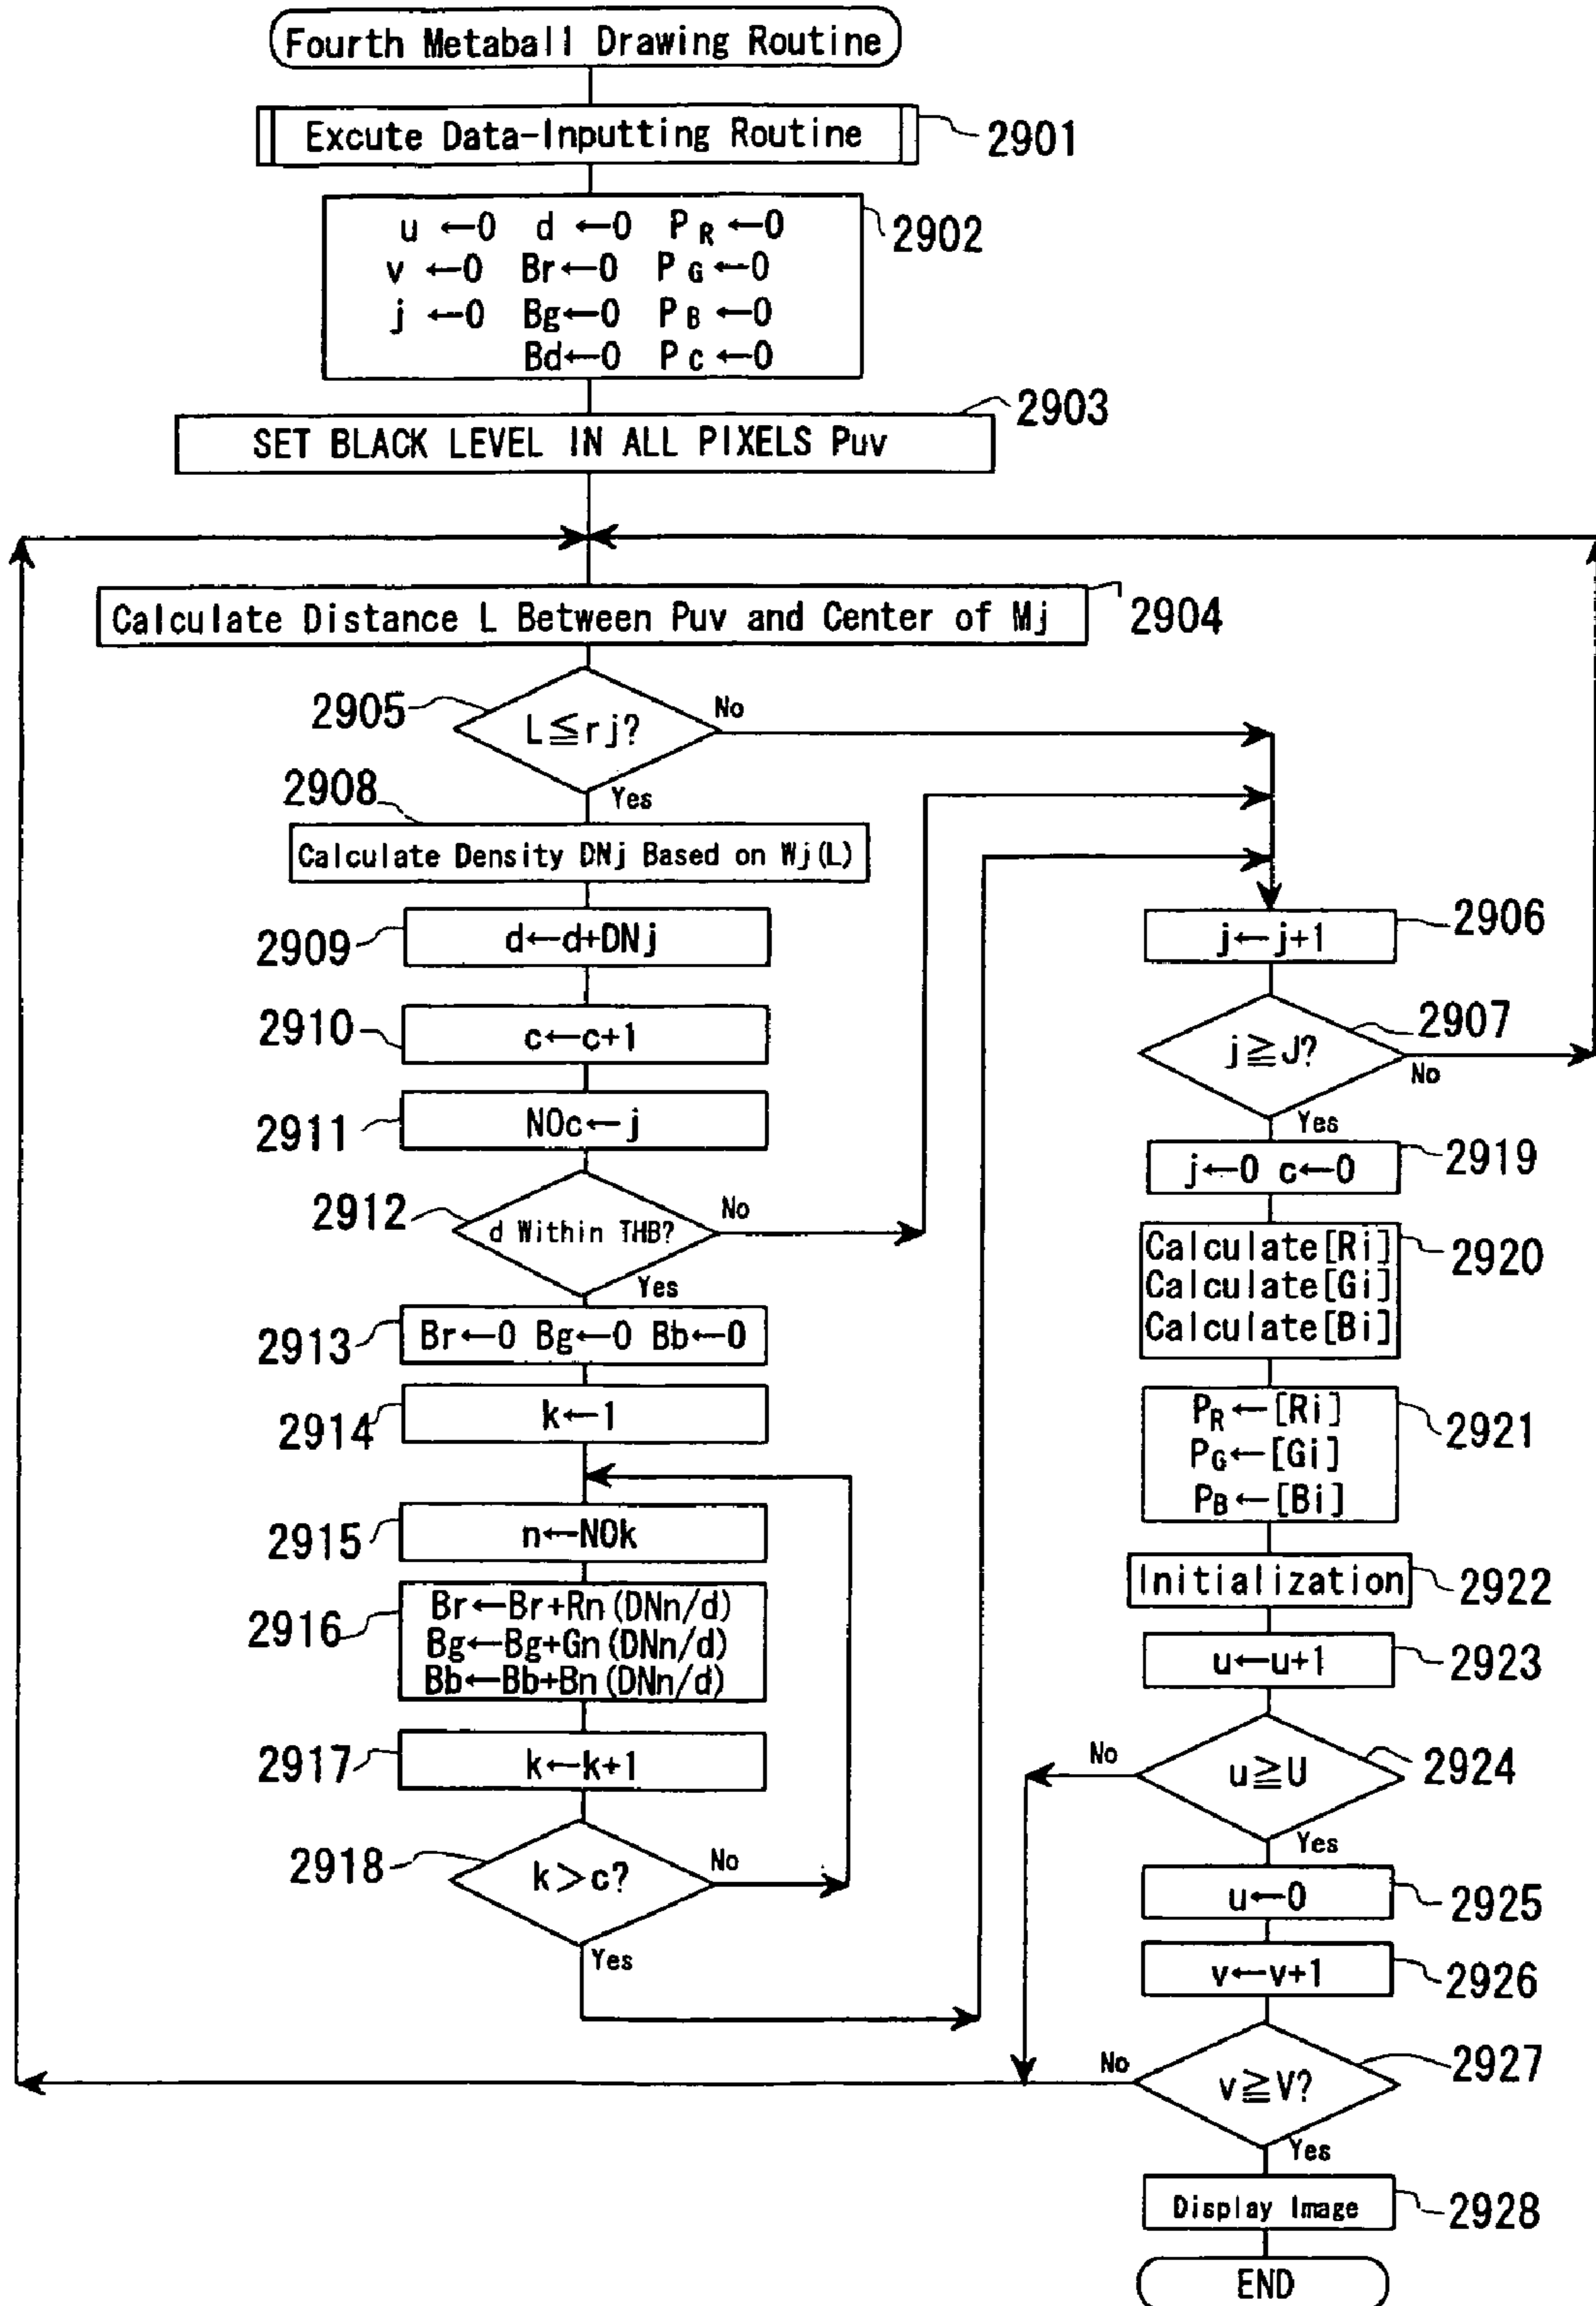 Fourth Metaball Drawing Routine
Excute Data-Inputting Routine
2901
u ←0 d ←0 P R ←0
v ←0 Br←0 P G ←0
j ←0 Bg←0 P B ←0
Bd←0 P C ←0
2902
SET BLACK LEVEL IN ALL PIXELS Puv
2903
Calculate Distance L Between Puv and Center of Mj
2904
2905
L≦rj?
No
Yes
2908
Calculate Density DNj Based on Wj(L)
2909
d←d+DNj
2910
c←c+1
2911
NOc←j
2912
d Within THB?
No
Yes
2913
Br←0 Bg←0 Bb←0
2914
k←1
2915
n←NOk
2916
Br←Br+Rn(DNn/d)
Bg←Bg+Gn(DNn/d)
Bb←Bb+Bn(DNn/d)
2917
k←k+1
2918
k>c?
No
Yes
j←j+1
2906
j≧J?
2907
No
Yes
j←0 c←0
2919
Calculate[Ri]
Calculate[Gi]
Calculate[Bi]
2920
PR←[Ri]
PG←[Gi]
PB←[Bi]
2921
Initialization
2922
u←u+1
2923
u≧U
2924
No
Yes
u←0
2925
v←v+1
2926
v≧V?
2927
No
Yes
Display Image
2928
END